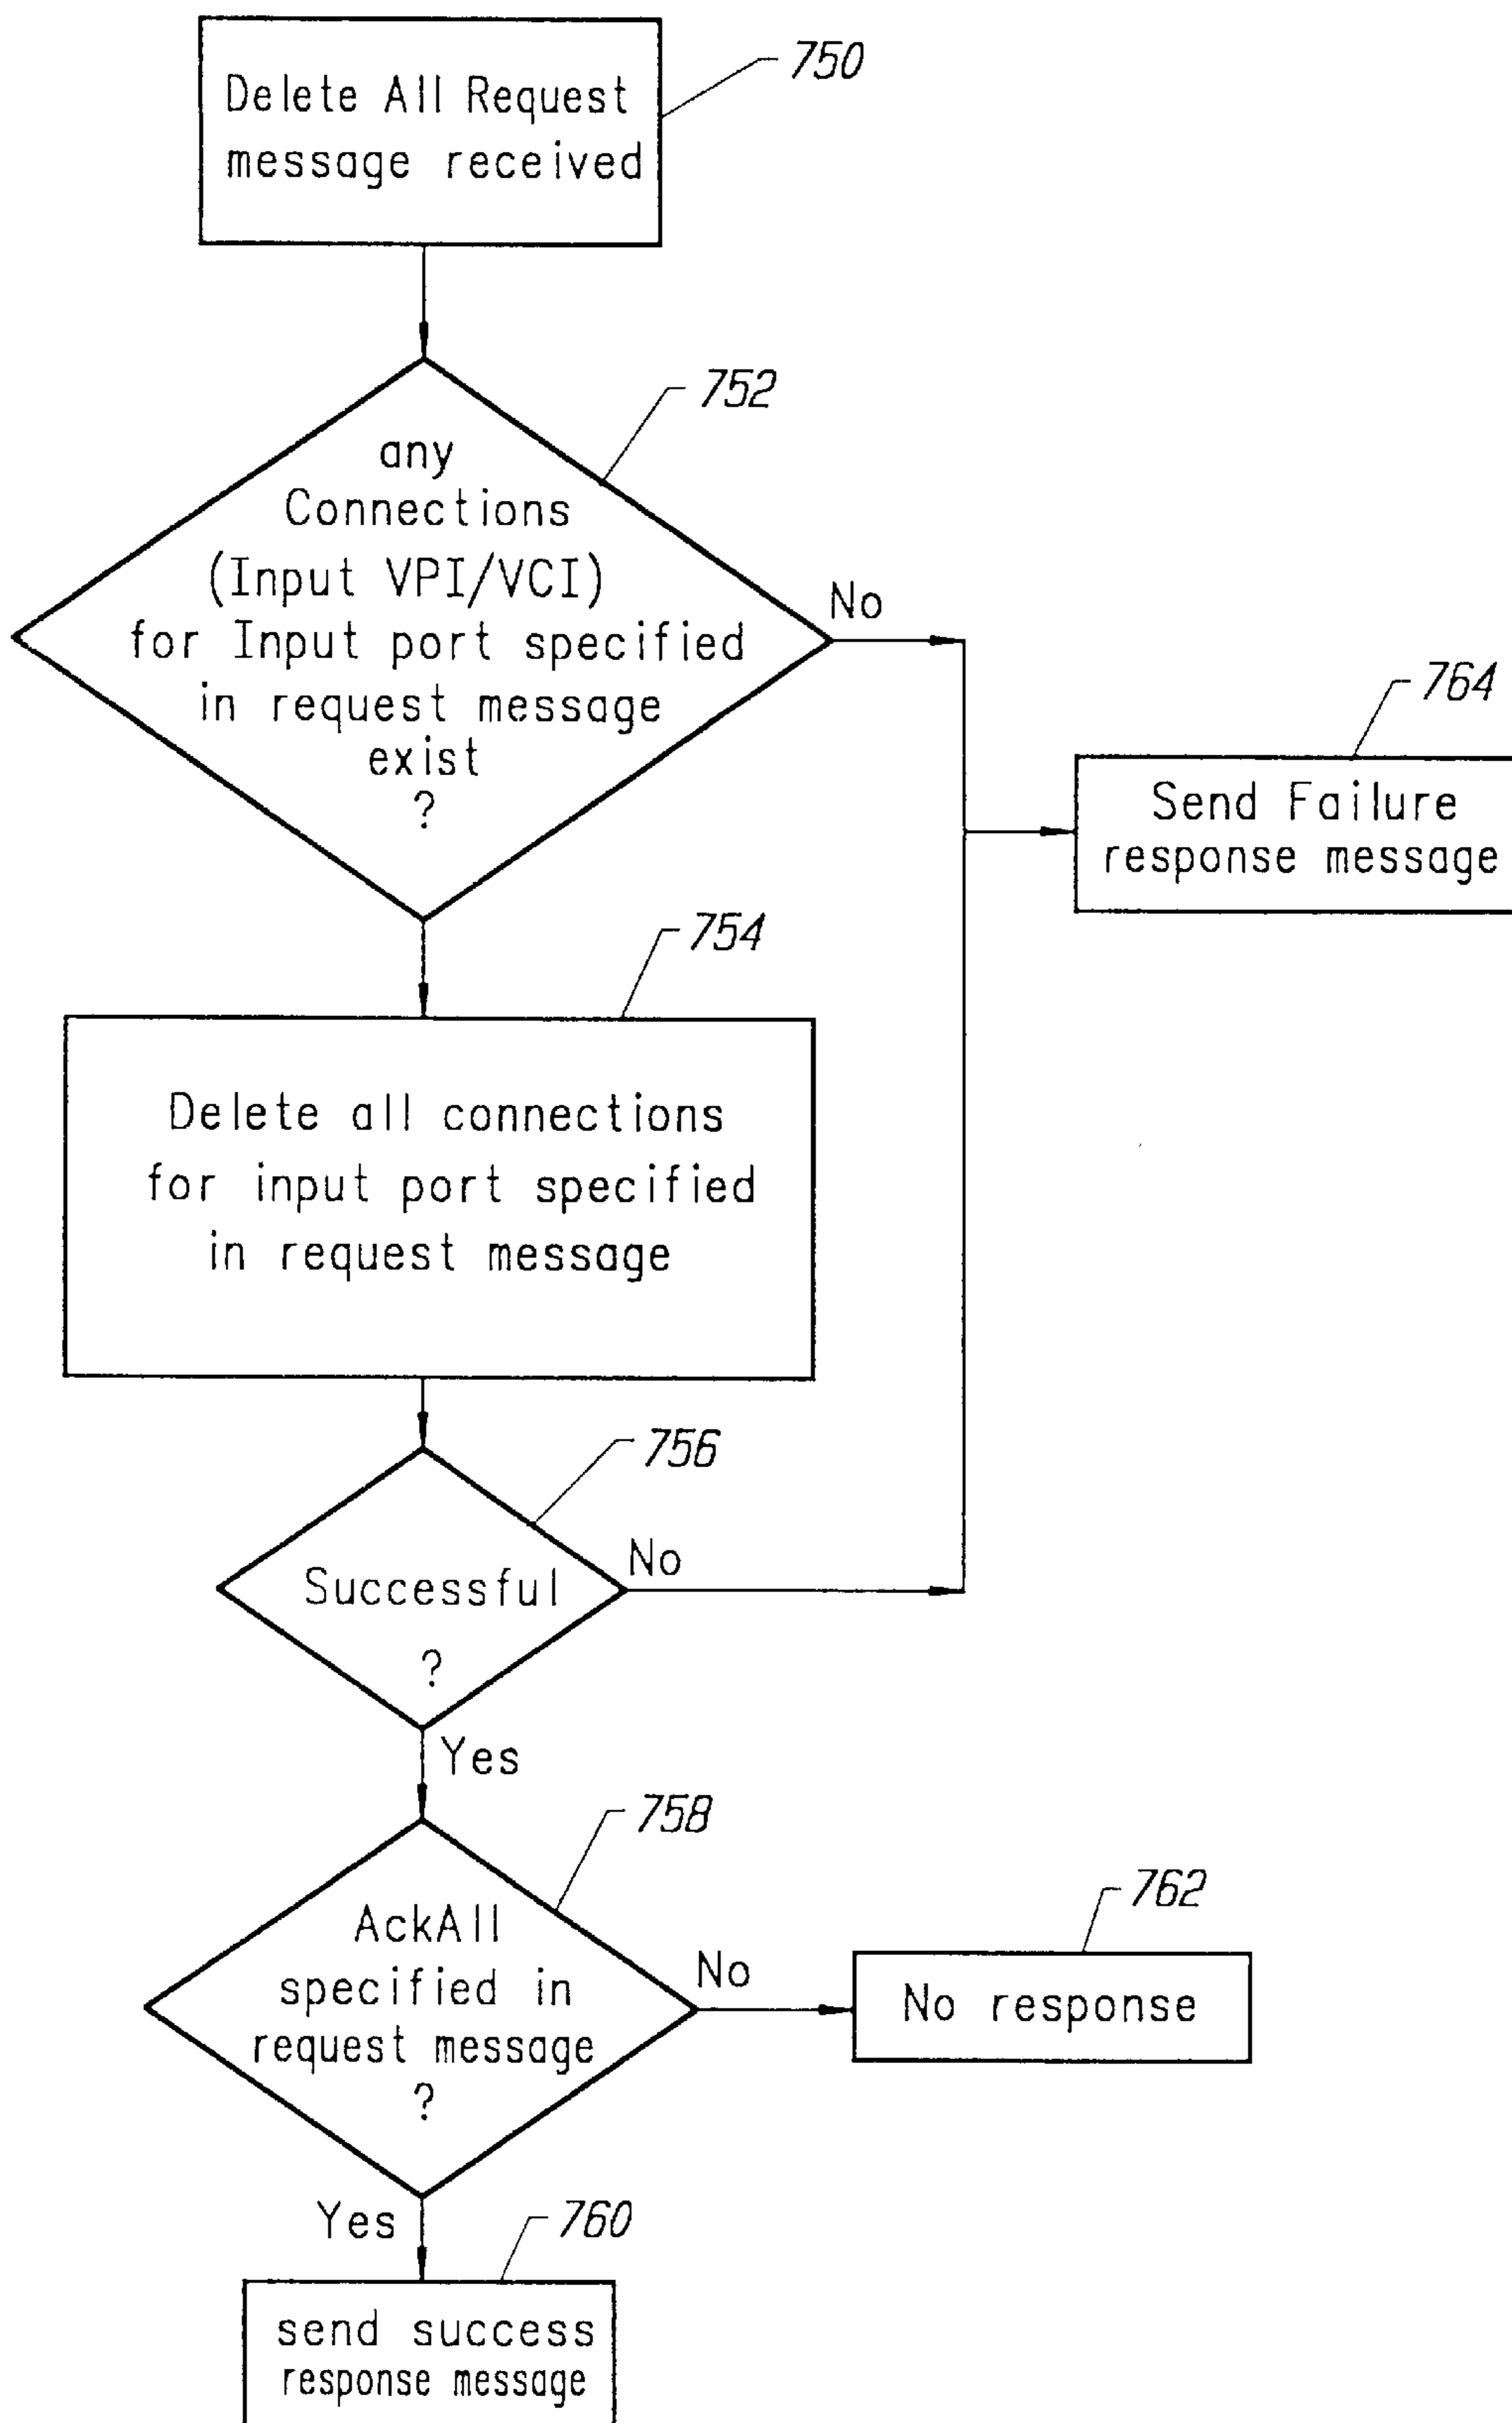 750
Delete All Request
message received
752
any
Connections
(Input VPI/VCI)
for Input port specified
in request message
exist
?
No
764
Send Failure
response message
754
Delete all connections
for input port specified
in request message
756
Successful
?
No
Yes
758
AckAll
specified in
request message
?
No
762
No response
Yes
760
send success
response message